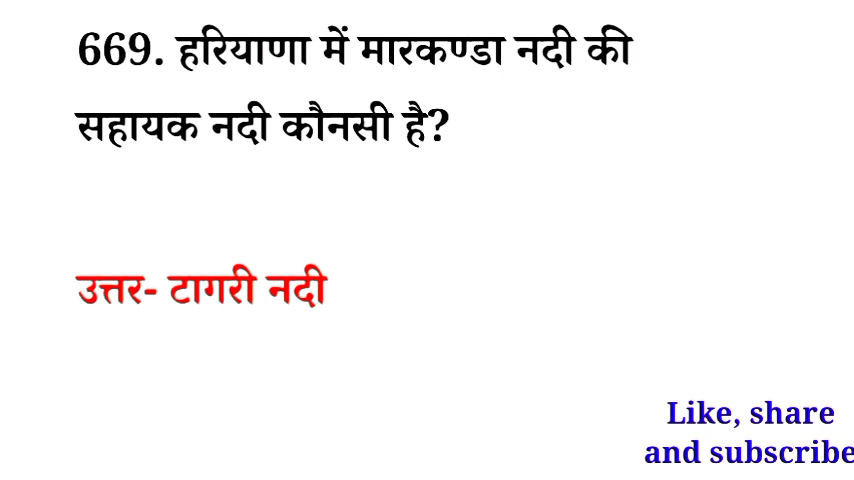 669. हरियाणा में मारकण्डा नदी की
सहायक नदी कौनसी है?
उत्तर- टागरी नदी
Like, share
and subscribe